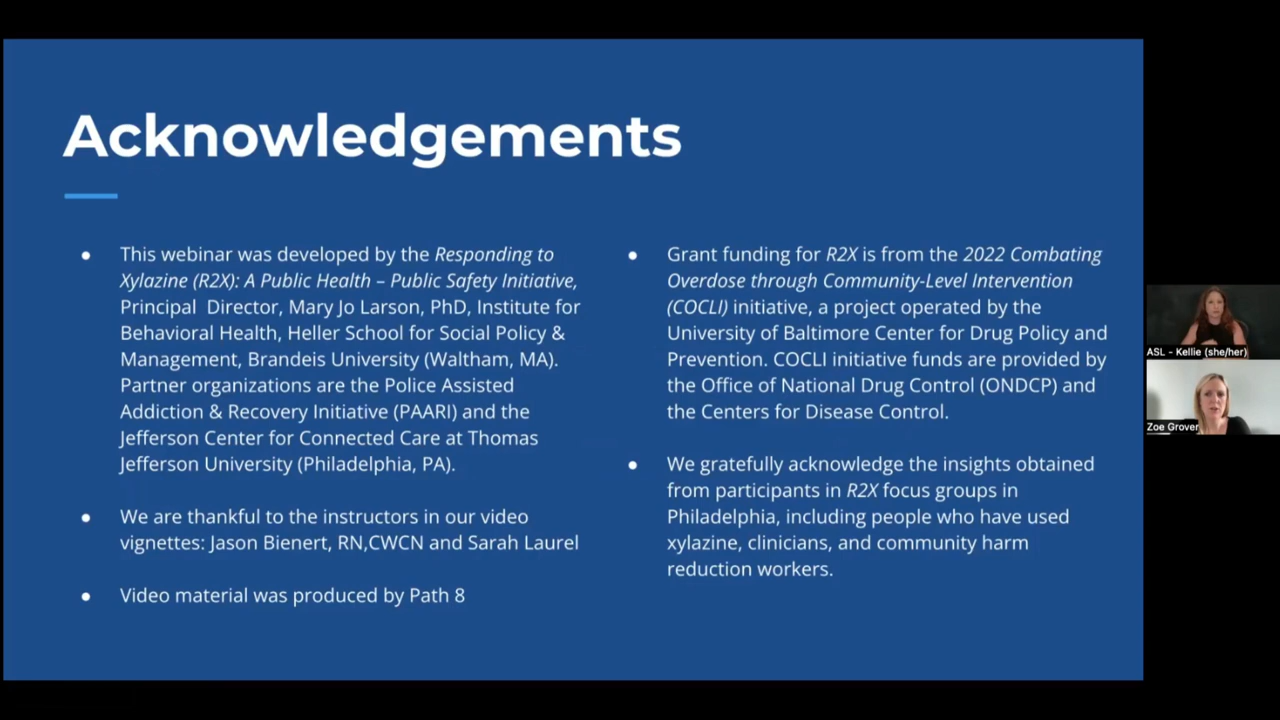 Acknowledgements
● This webinar was developed by the Responding to
Xylazine (R2X): A Public Health – Public Safety Initiative,
Principal Director, Mary Jo Larson, PhD, Institute for
Behavioral Health, Heller School for Social Policy &
Management, Brandeis University (Waltham, MA).
Partner organizations are the Police Assisted
Addiction & Recovery Initiative (PAARI) and the
Jefferson Center for Connected Care at Thomas
Jefferson University (Philadelphia, PA).
● We are thankful to the instructors in our video
vignettes: Jason Bienert, RN,CWCN and Sarah Laurel
● Video material was produced by Path 8
● Grant funding for R2X is from the 2022 Combating
Overdose through Community-Level Intervention
(COCLI) initiative, a project operated by the
University of Baltimore Center for Drug Policy and
Prevention. COCLI initiative funds are provided by
the Office of National Drug Control (ONDCP) and
the Centers for Disease Control.
● We gratefully acknowledge the insights obtained
from participants in R2X focus groups in
Philadelphia, including people who have used
xylazine, clinicians, and community harm
reduction workers.
ASL - Kellie (she/her)
Zoe Grover